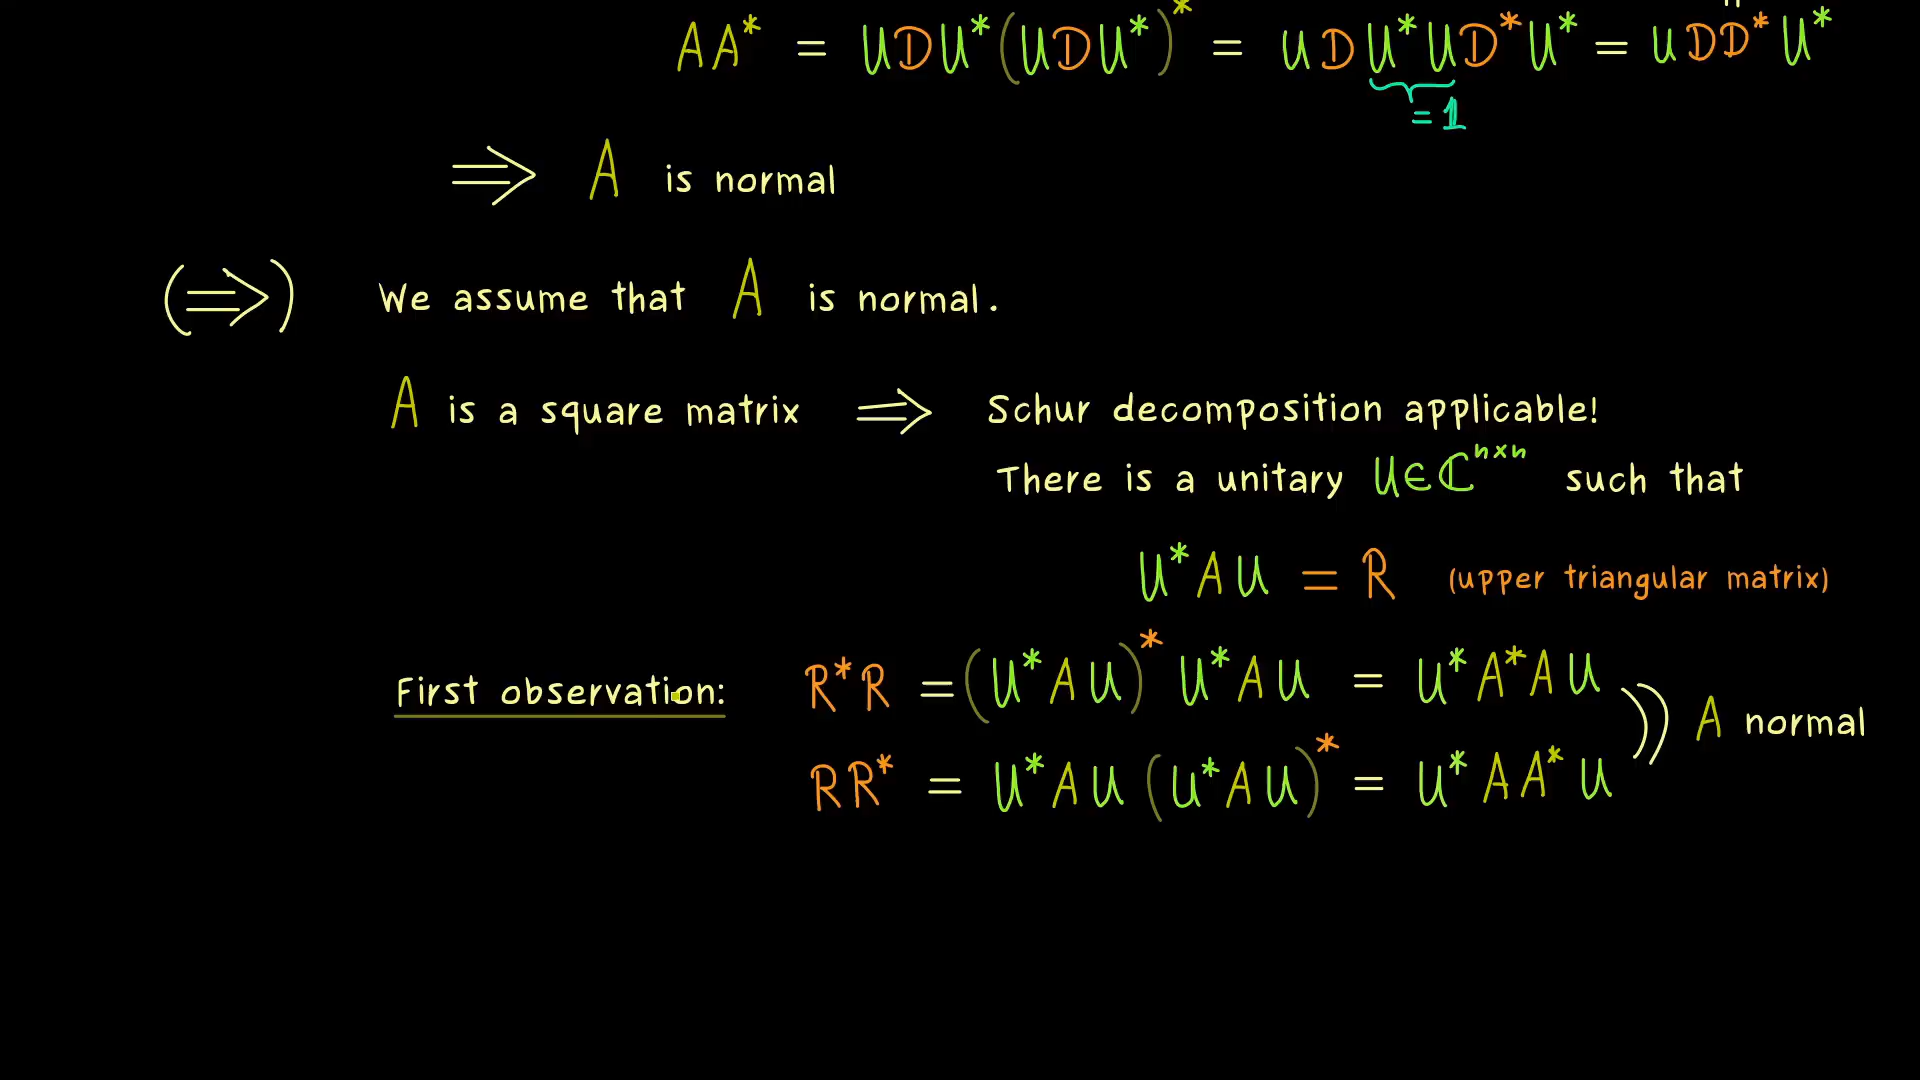 AA* = UDU*(UDU*)* = UDU*UD*U* = UDD*U*
= 𝟙
⟹ A is normal
(⟹) We assume that A is normal.
A is a square matrix ⟹ Schur decomposition applicable!
There is a unitary U∈ℂⁿˣⁿ such that
U*AU = R (upper triangular matrix)
First observation: R*R = (U*AU)* U*AU = U*A*AU
A normal
RR* = U*AU (U*AU)* = U*AA*U